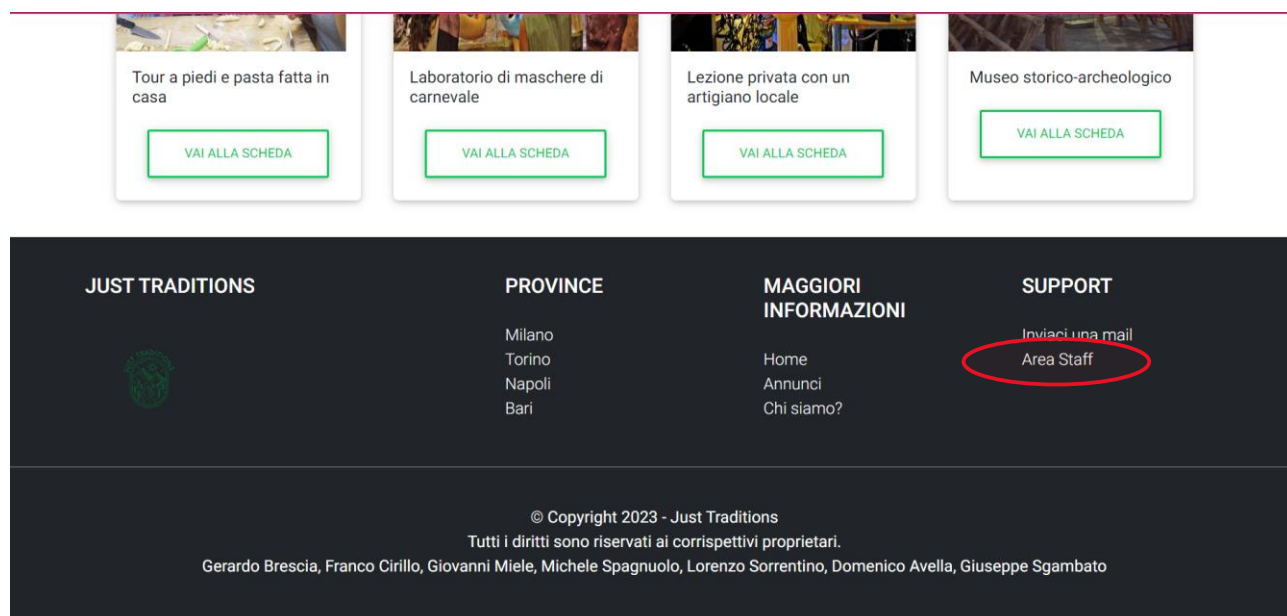 Tour a piedi e pasta fatta in
casa
VAI ALLA SCHEDA
Laboratorio di maschere di
carnevale
VAI ALLA SCHEDA
Lezione privata con un
artigiano locale
VAI ALLA SCHEDA
Museo storico-archeologico
VAI ALLA SCHEDA
JUST TRADITIONS
JUST TRADITIONS
PROVINCE
Milano
Torino
Napoli
Bari
MAGGIORI
INFORMAZIONI
Home
Annunci
Chi siamo?
SUPPORT
Inviaci una mail
Area Staff
© Copyright 2023 - Just Traditions
Tutti i diritti sono riservati ai corrispettivi proprietari.
Gerardo Brescia, Franco Cirillo, Giovanni Miele, Michele Spagnuolo, Lorenzo Sorrentino, Domenico Avella, Giuseppe Sgambato